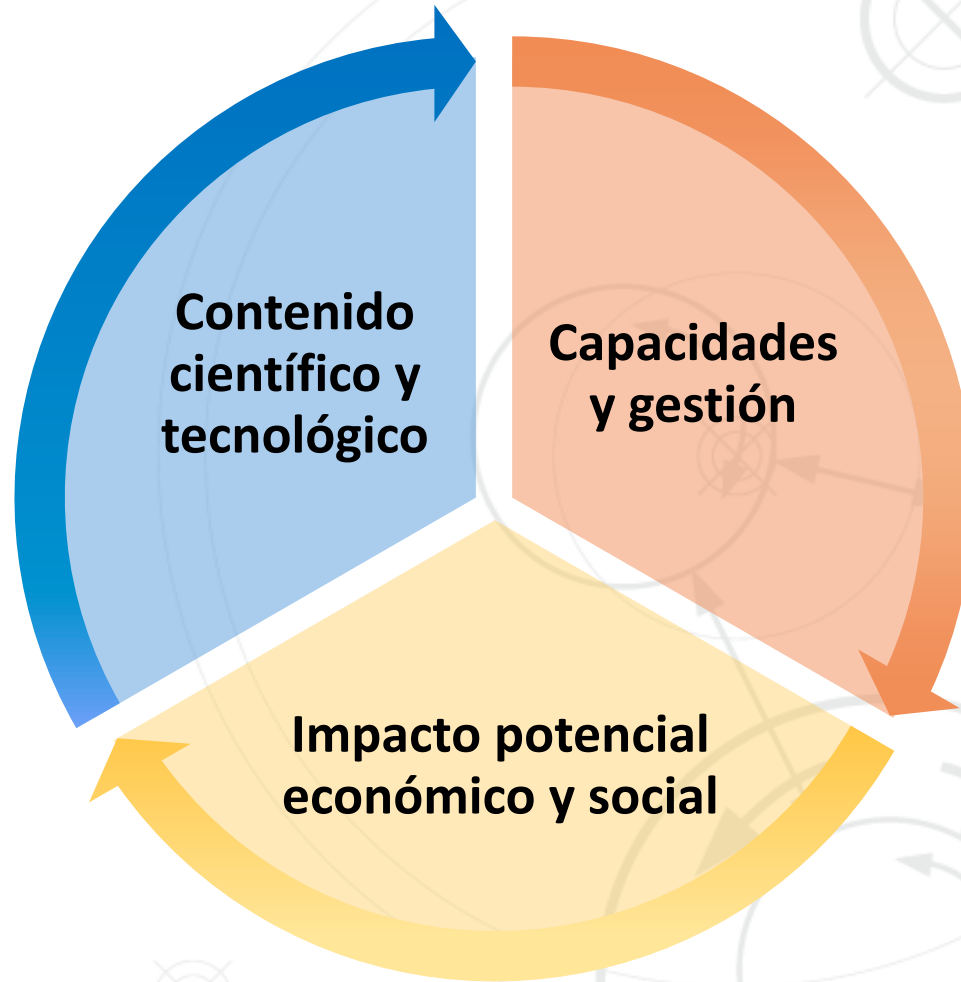 Contenido
científico y
tecnológico
Capacidades
y gestión
Impacto potencial
económico y social